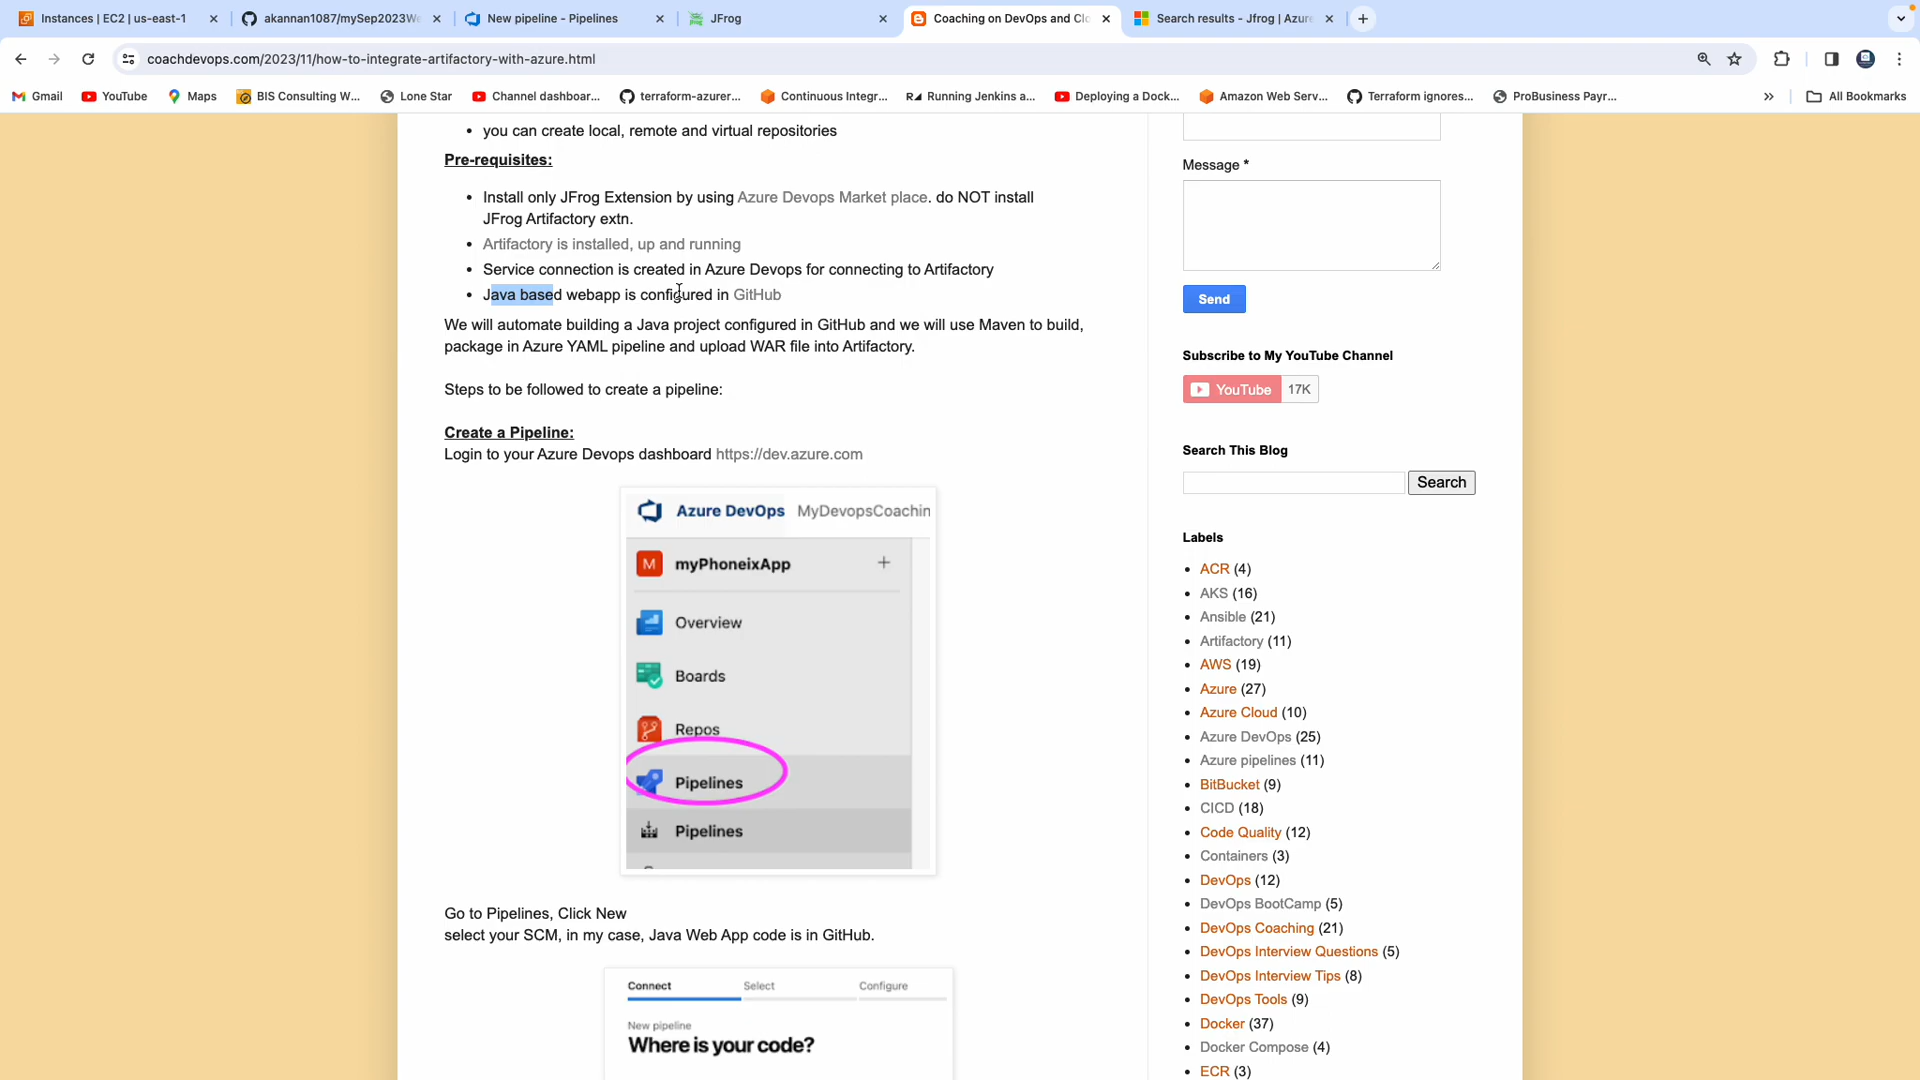 Instances | EC2 | us-east-1
akannan1087/mySep2023We
New pipeline - Pipelines
JFrog
Coaching on DevOps and Clo
Search results - Jfrog | Azure
coachdevops.com/2023/11/how-to-integrate-artifactory-with-azure.html
Gmail
YouTube
Maps
BIS Consulting W...
Lone Star
Channel dashboar...
terraform-azurer...
Continuous Integr...
Running Jenkins a...
Deploying a Dock...
Amazon Web Serv...
Terraform ignores...
ProBusiness Payr...
All Bookmarks
you can create local, remote and virtual repositories
Pre-requisites:
Install only JFrog Extension by using Azure Devops Market place. do NOT install
JFrog Artifactory extn.
Artifactory is installed, up and running
Service connection is created in Azure Devops for connecting to Artifactory
Java based webapp is configured in GitHub
We will automate building a Java project configured in GitHub and we will use Maven to build,
package in Azure YAML pipeline and upload WAR file into Artifactory.
Steps to be followed to create a pipeline:
Create a Pipeline:
Login to your Azure Devops dashboard https://dev.azure.com
Azure DevOps MyDevopsCoachin
M myPhoneixApp +
Overview
Boards
Repos
Pipelines
Pipelines
Go to Pipelines, Click New
select your SCM, in my case, Java Web App code is in GitHub.
Connect Select Configure
New pipeline
Where is your code?
Message *
Send
Subscribe to My YouTube Channel
YouTube 17K
Search This Blog
Search
Labels
ACR (4)
AKS (16)
Ansible (21)
Artifactory (11)
AWS (19)
Azure (27)
Azure Cloud (10)
Azure DevOps (25)
Azure pipelines (11)
BitBucket (9)
CICD (18)
Code Quality (12)
Containers (3)
DevOps (12)
DevOps BootCamp (5)
DevOps Coaching (21)
DevOps Interview Questions (5)
DevOps Interview Tips (8)
DevOps Tools (9)
Docker (37)
Docker Compose (4)
ECR (3)